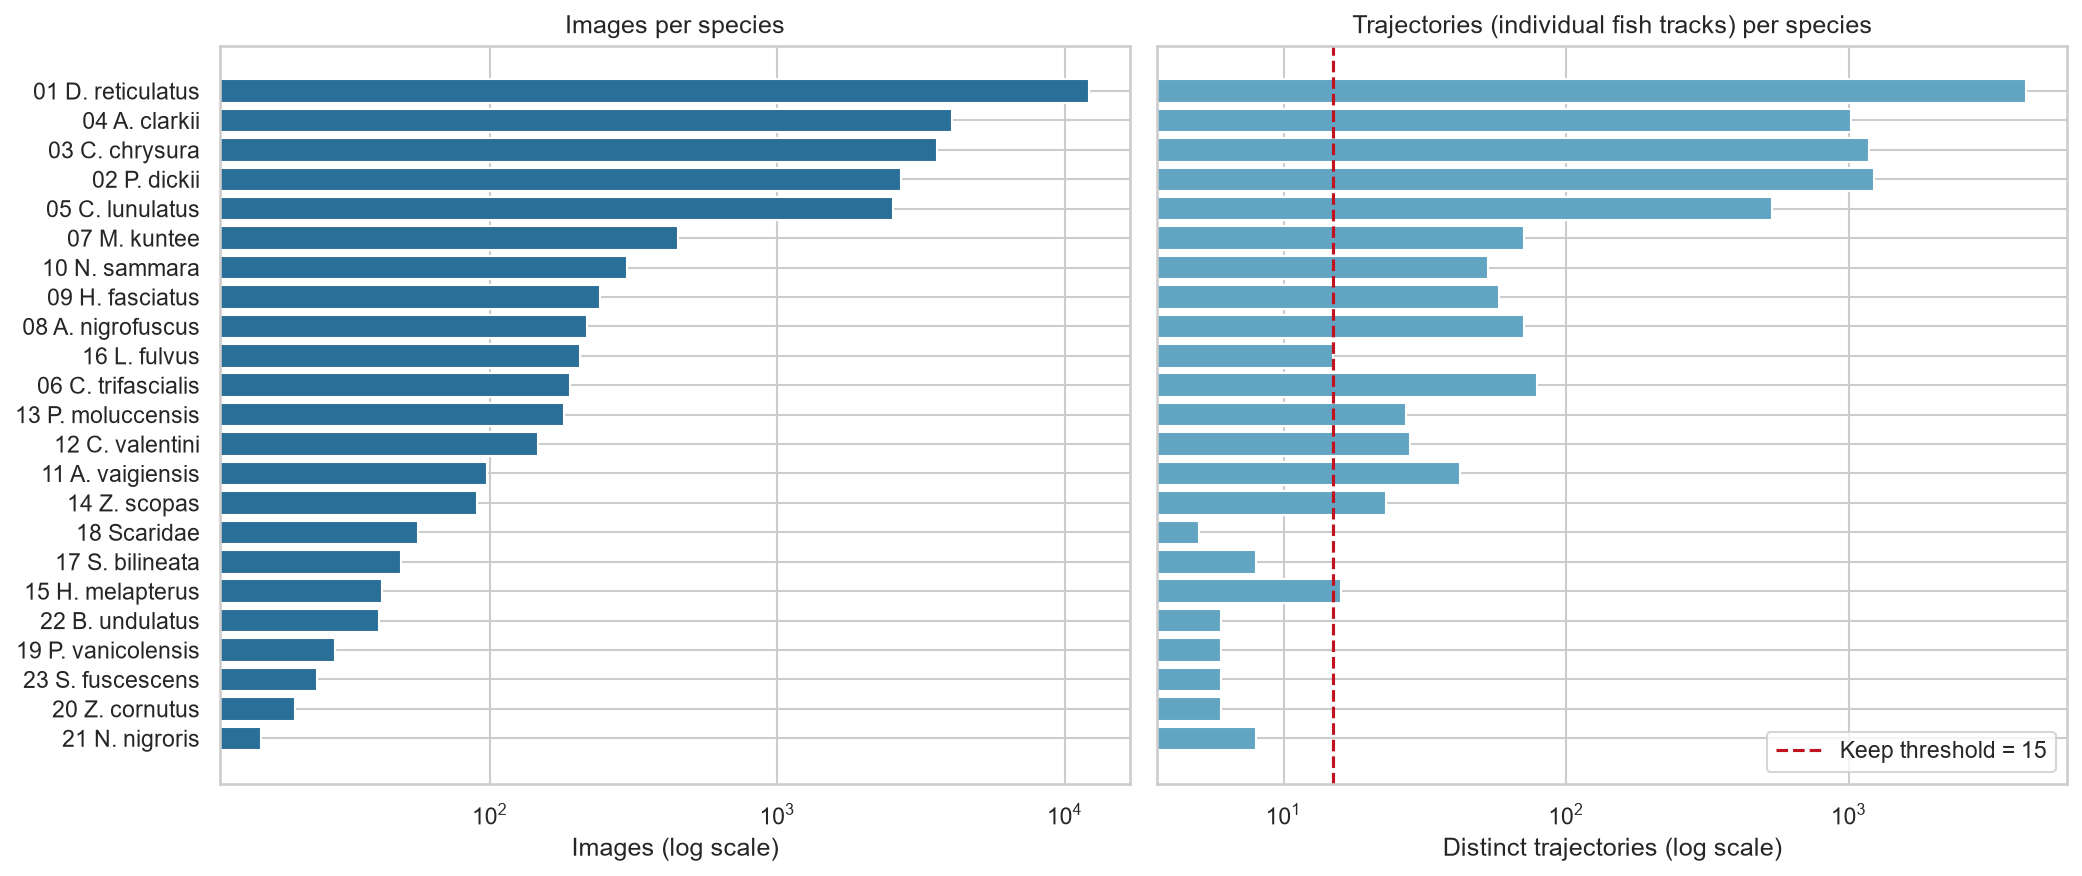 Images per species
01 D. reticulatus
04 A. clarkii
03 C. chrysura
02 P. dickii
05 C. lunulatus
07 M. kuntee
10 N. sammara
09 H. fasciatus
08 A. nigrofuscus
16 L. fulvus
06 C. trifascialis
13 P. moluccensis
12 C. valentini
11 A. vaigiensis
14 Z. scopas
18 Scaridae
17 S. bilineata
15 H. melapterus
22 B. undulatus
19 P. vanicolensis
23 S. fuscescens
20 Z. cornutus
21 N. nigroris
10² 10³ 10⁴
Images (log scale)
Trajectories (individual fish tracks) per species
Keep threshold = 15
10¹ 10² 10³
Distinct trajectories (log scale)